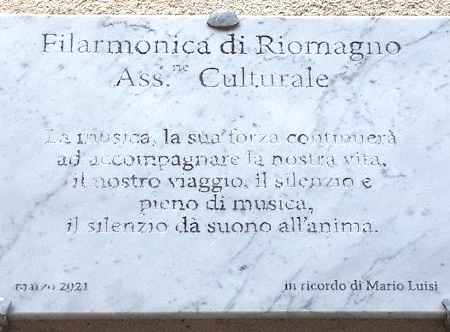 Filarmonica di Riomagno
Ass.ne Culturale
La musica, la sua forza continuerà
ad accompagnare la nostra vita,
il nostro viaggio, il silenzio e
pieno di musica,
il silenzio dà suono all'anima.
marzo 2021 in ricordo di Mario Luisi